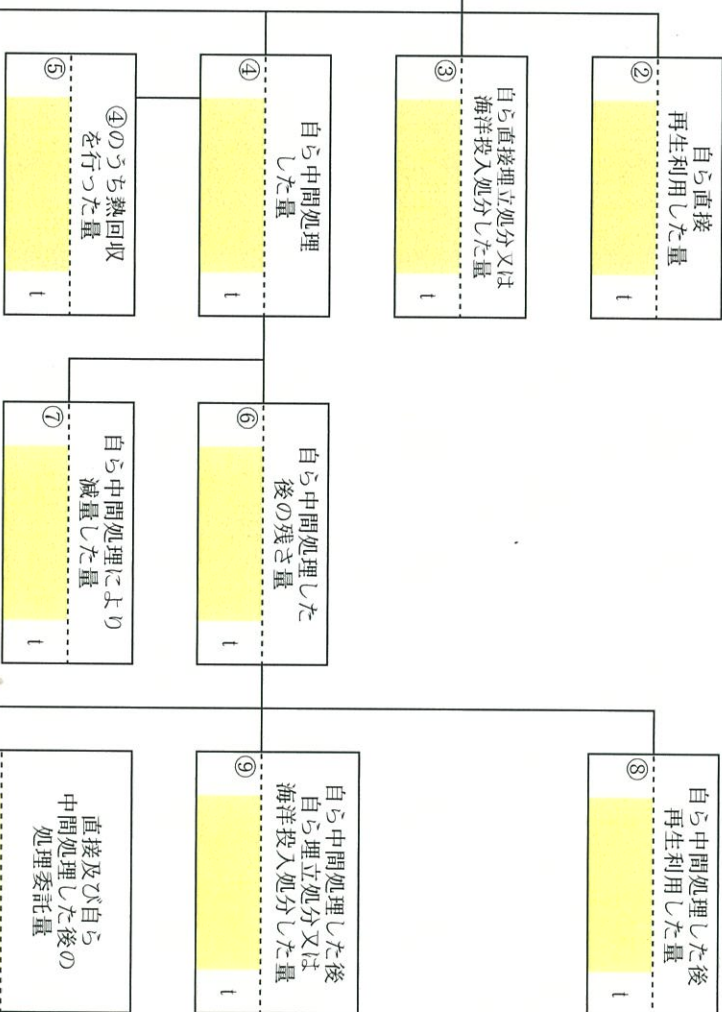 自ら直接
再生利用した量
②
t
自ら直接埋立処分又は
海洋投入処分した量
③
t
自ら中間処理
した量
④
t
④のうち熱回収
を行った量
⑤
t
自ら中間処理した
後の残さ量
⑥
t
自ら中間処理により
減量した量
⑦
t
自ら中間処理した後
再生利用した量
⑧
t
自ら中間処理した後
自ら埋立処分又は
海洋投入処分した量
⑨
t
直接及び自ら
中間処理した後の
処理委託量